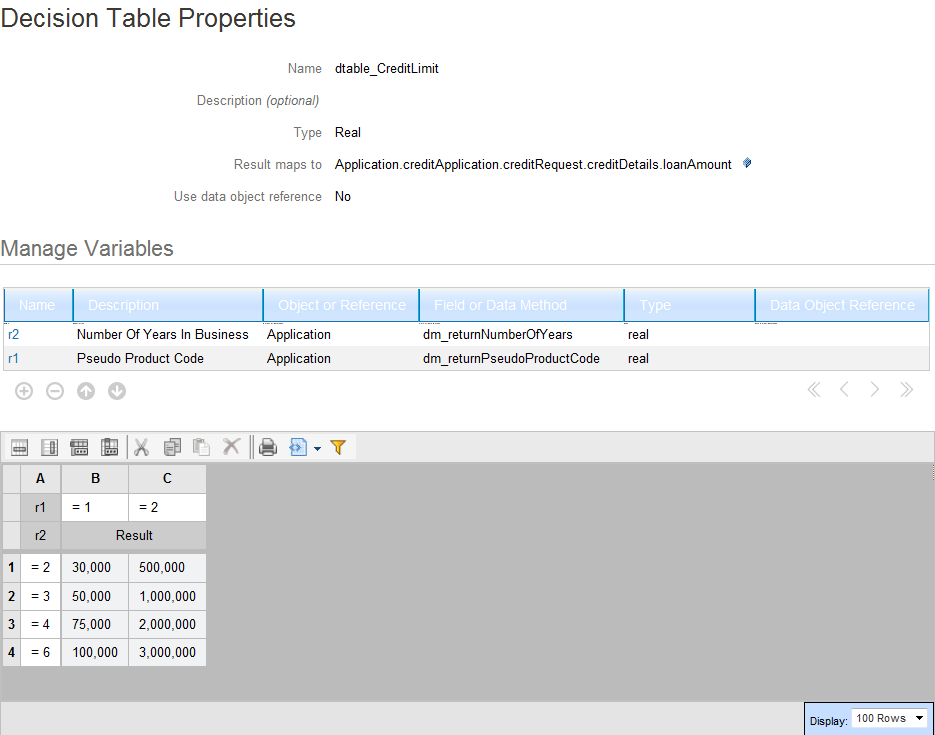 Decision Table Properties
Name dtable_CreditLimit
Description (optional)
Type Real
Result maps to Application.creditApplication.creditRequest.creditDetails.loanAmount
Use data object reference No
Manage Variables
Name Description Object or Reference Field or Data Method Type Data Object Reference
r2 Number Of Years In Business Application dm_returnNumberOfYears real
r1 Pseudo Product Code Application dm_returnPseudoProductCode real
A B C
r1 = 1 = 2
r2 Result
1 = 2 30,000 500,000
2 = 3 50,000 1,000,000
3 = 4 75,000 2,000,000
4 = 6 100,000 3,000,000
Display: 100 Rows